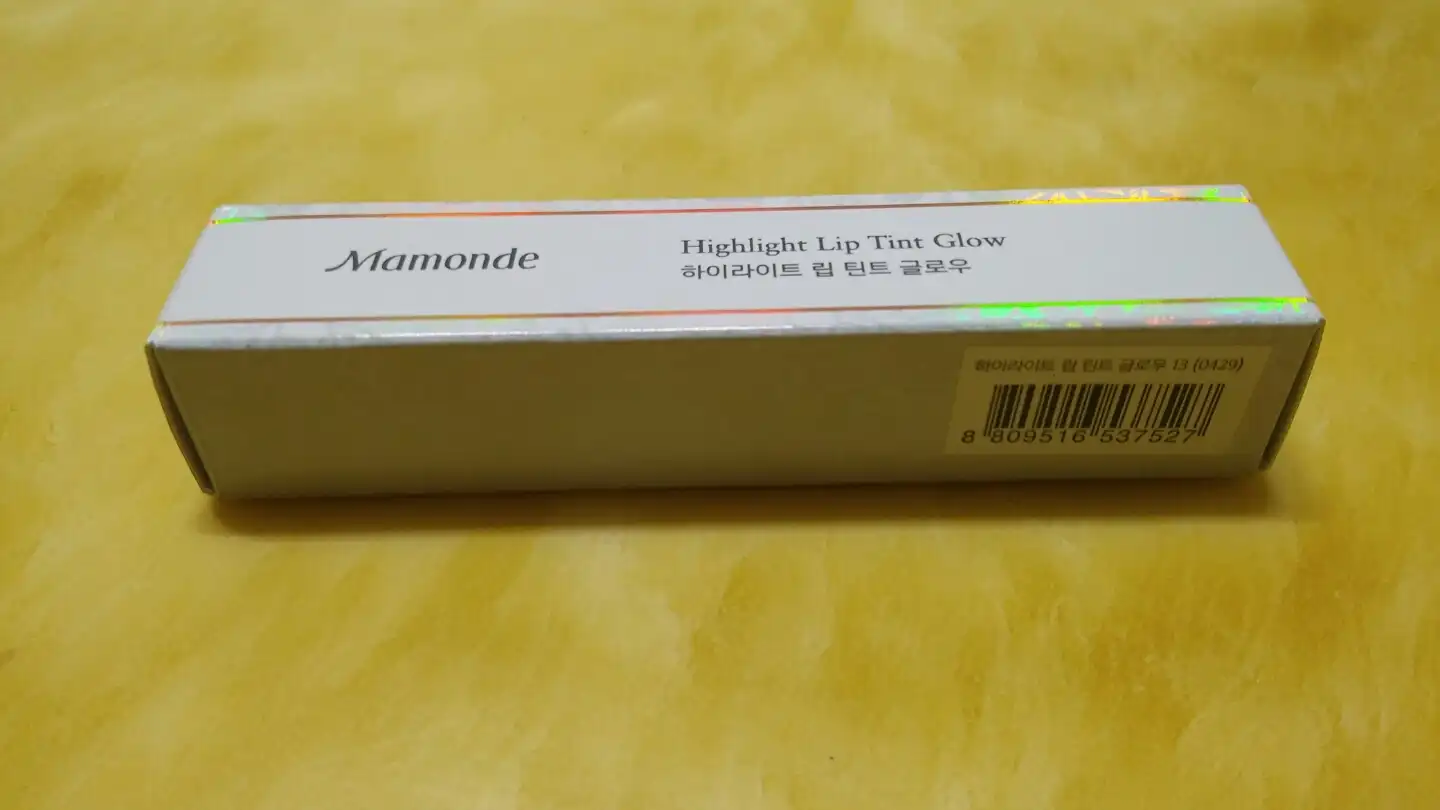 Mamonde
Highlight Lip Tint Glow
하이라이트 립 틴트 글로우
하이라이트 립 틴트 글로우 13 (0429)
8 809516 537527